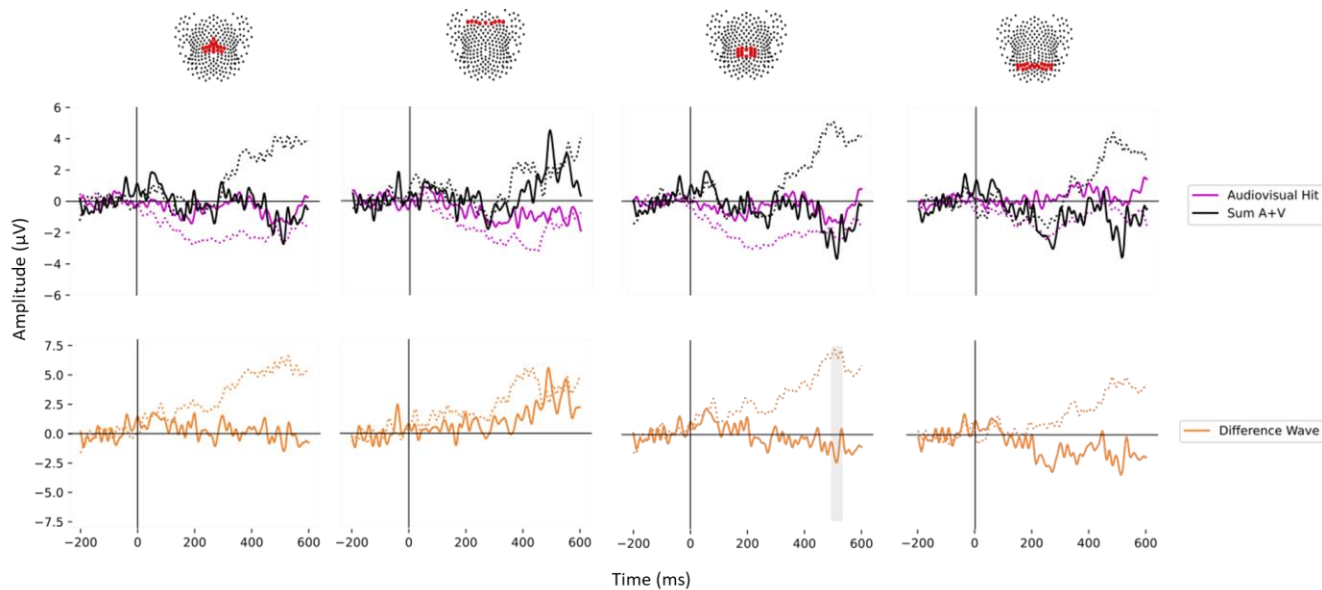 6
4
2
0
−2
−4
−6
Amplitude (μV)
Audiovisual Hit
Sum A+V
7.5
5.0
2.5
0.0
−2.5
−5.0
−7.5
Difference Wave
−200 0 200 400 600 −200 0 200 400 600 −200 0 200 400 600 −200 0 200 400 600
Time (ms)